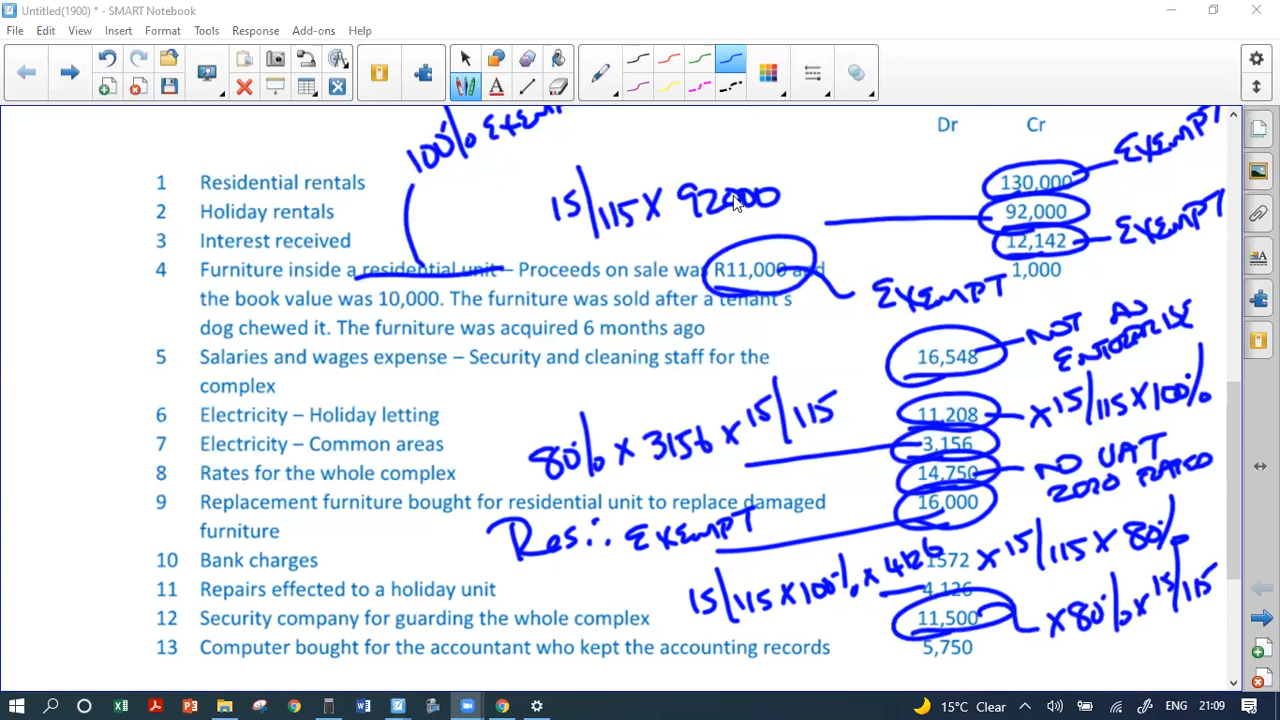 Untitled(1900) * - SMART Notebook
File Edit View Insert Format Tools Response Add-ons Help
Dr Cr
100% EXEMPT
EXEMPT
1 Residential rentals 130,000
15/115 X 92000
2 Holiday rentals 92,000
3 Interest received 12,142 EXEMPT
4 Furniture inside a residential unit – Proceeds on sale was R11,000 and 1,000
the book value was 10,000. The furniture was sold after a tenant's
EXEMPT
dog chewed it. The furniture was acquired 6 months ago
NOT AN
ENTERPRISE
5 Salaries and wages expense – Security and cleaning staff for the 16,548
complex
6 Electricity – Holiday letting 11,208 X 15/115 X 100%
80% X 3156 X 15/115
7 Electricity – Common areas 3,156
8 Rates for the whole complex 14,750 NO VAT
ZERO RATED
9 Replacement furniture bought for residential unit to replace damaged 16,000
furniture
Res ∴ EXEMPT
10 Bank charges 1572 X 15/115 X 80%
15/115 X 100% X 4126
11 Repairs effected to a holiday unit 4,126
12 Security company for guarding the whole complex 11,500 X 80% X 15/115
13 Computer bought for the accountant who kept the accounting records 5,750
15°C Clear ENG 21:09